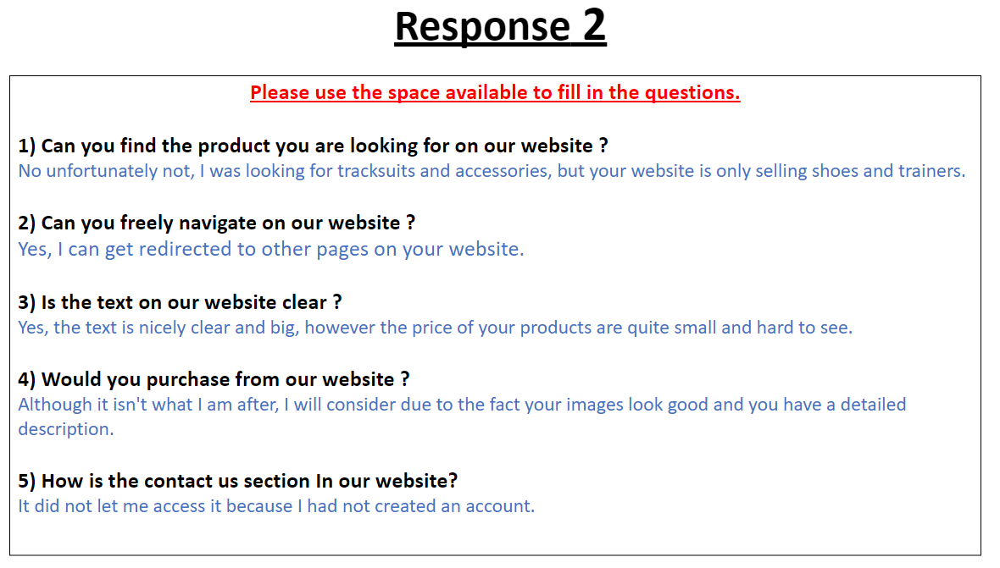 Response 2
Please use the space available to fill in the questions.
1) Can you find the product you are looking for on our website ?
No unfortunately not, I was looking for tracksuits and accessories, but your website is only selling shoes and trainers.
2) Can you freely navigate on our website ?
Yes, I can get redirected to other pages on your website.
3) Is the text on our website clear ?
Yes, the text is nicely clear and big, however the price of your products are quite small and hard to see.
4) Would you purchase from our website ?
Although it isn't what I am after, I will consider due to the fact your images look good and you have a detailed
description.
5) How is the contact us section In our website?
It did not let me access it because I had not created an account.